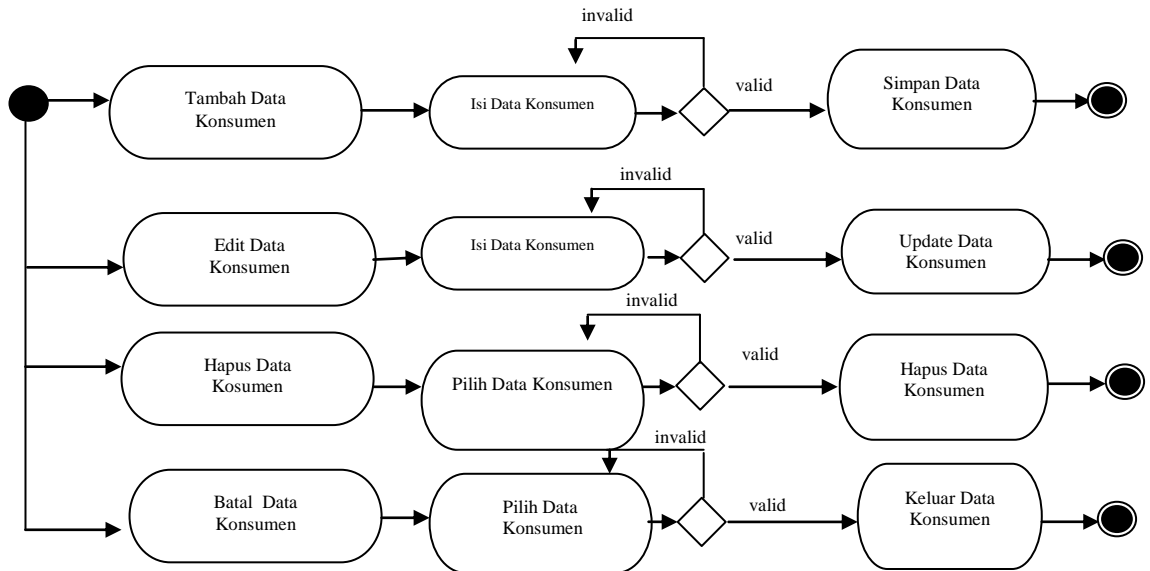 invalid
Tambah Data
Konsumen
Isi Data Konsumen
valid
Simpan Data
Konsumen
invalid
Edit Data
Konsumen
Isi Data Konsumen
valid
Update Data
Konsumen
invalid
Hapus Data
Kosumen
Pilih Data Konsumen
valid
Hapus Data
Konsumen
invalid
Batal Data
Konsumen
Pilih Data
Konsumen
valid
Keluar Data
Konsumen